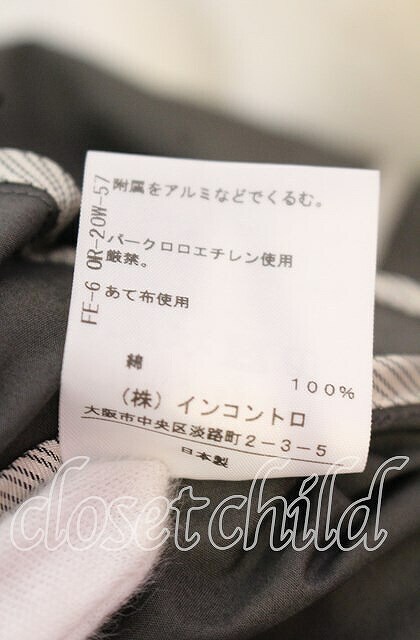 附属をアルミなどでくるむ。
パークロロエチレン使用
厳禁。
あて布使用
綿
100%
(株) インコントロ
大阪市中央区淡路町2-3-5
日本製
FE-6 OR-20W-57
closetchild